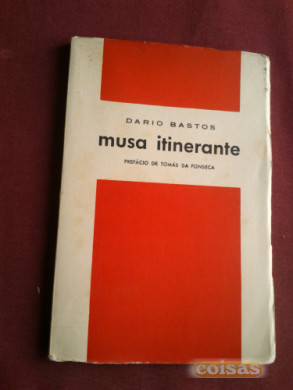 DARIO BASTOS
musa itinerante
PREFÁCIO DE TOMÁS DA FONSECA
coisas